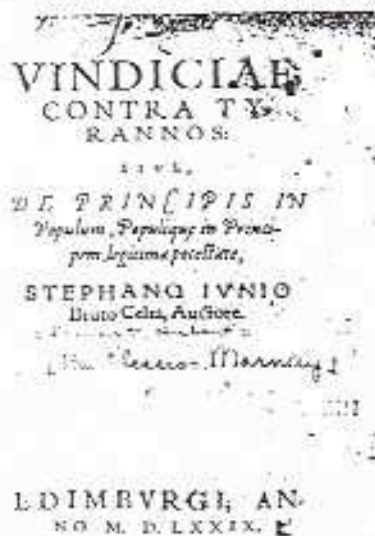 VINDICIAE
CONTRA TY-
RANNOS:
SIVE,
DE PRINCIPIS IN
Populum, Populique in Princi-
pem, legitima potestate,
STEPHANO IVNIO
Bruto Celta, Auctore.
Mornay
EDIMBVRGI, AN-
NO M. D. LXXIX.